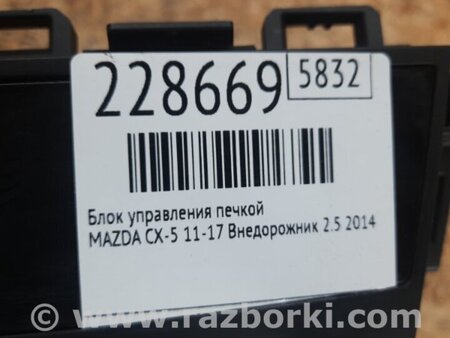 228669 5832
Блок управления печкой
MAZDA CX-5 11-17 Внедорожник 2.5 2014
© www.razborki.com